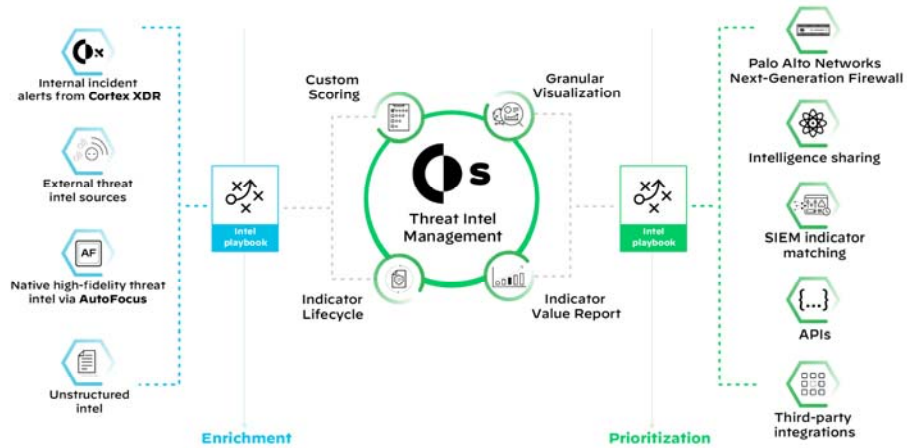 x
Internal incident
alerts from Cortex XDR
External threat
intel sources
AF
Native high-fidelity threat
intel via AutoFocus
Unstructured
intel
Intel
playbook
Enrichment
Custom
Scoring
Granular
Visualization
s
Threat Intel
Management
Indicator
Lifecycle
Indicator
Value Report
Intel
playbook
Prioritization
Palo Alto Networks
Next-Generation Firewall
Intelligence sharing
SIEM indicator
matching
{...}
APIs
Third-party
integrations